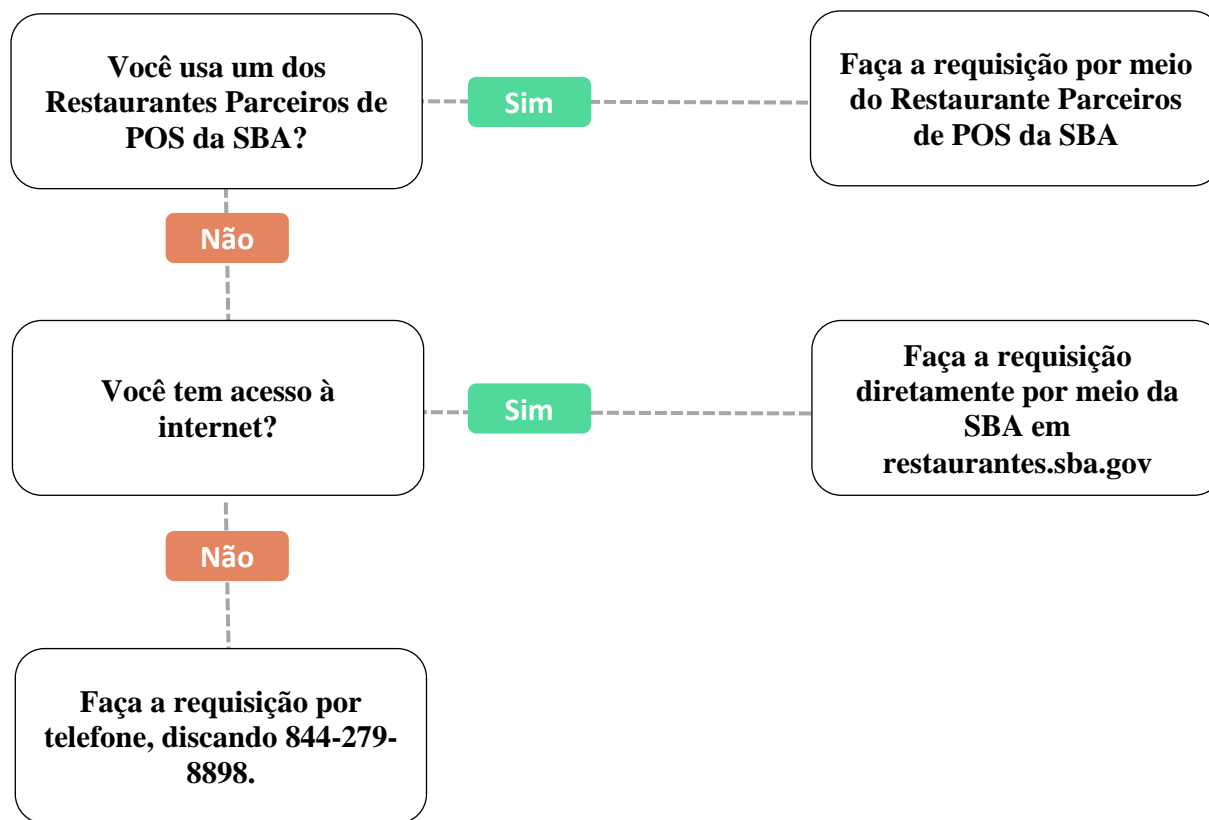 Você usa um dos
Restaurantes Parceiros de
POS da SBA?
Sim
Faça a requisição por meio
do Restaurante Parceiros
de POS da SBA
Não
Você tem acesso à
internet?
Sim
Faça a requisição
diretamente por meio da
SBA em
restaurantes.sba.gov
Não
Faça a requisição por
telefone, discando 844-279-
8898.